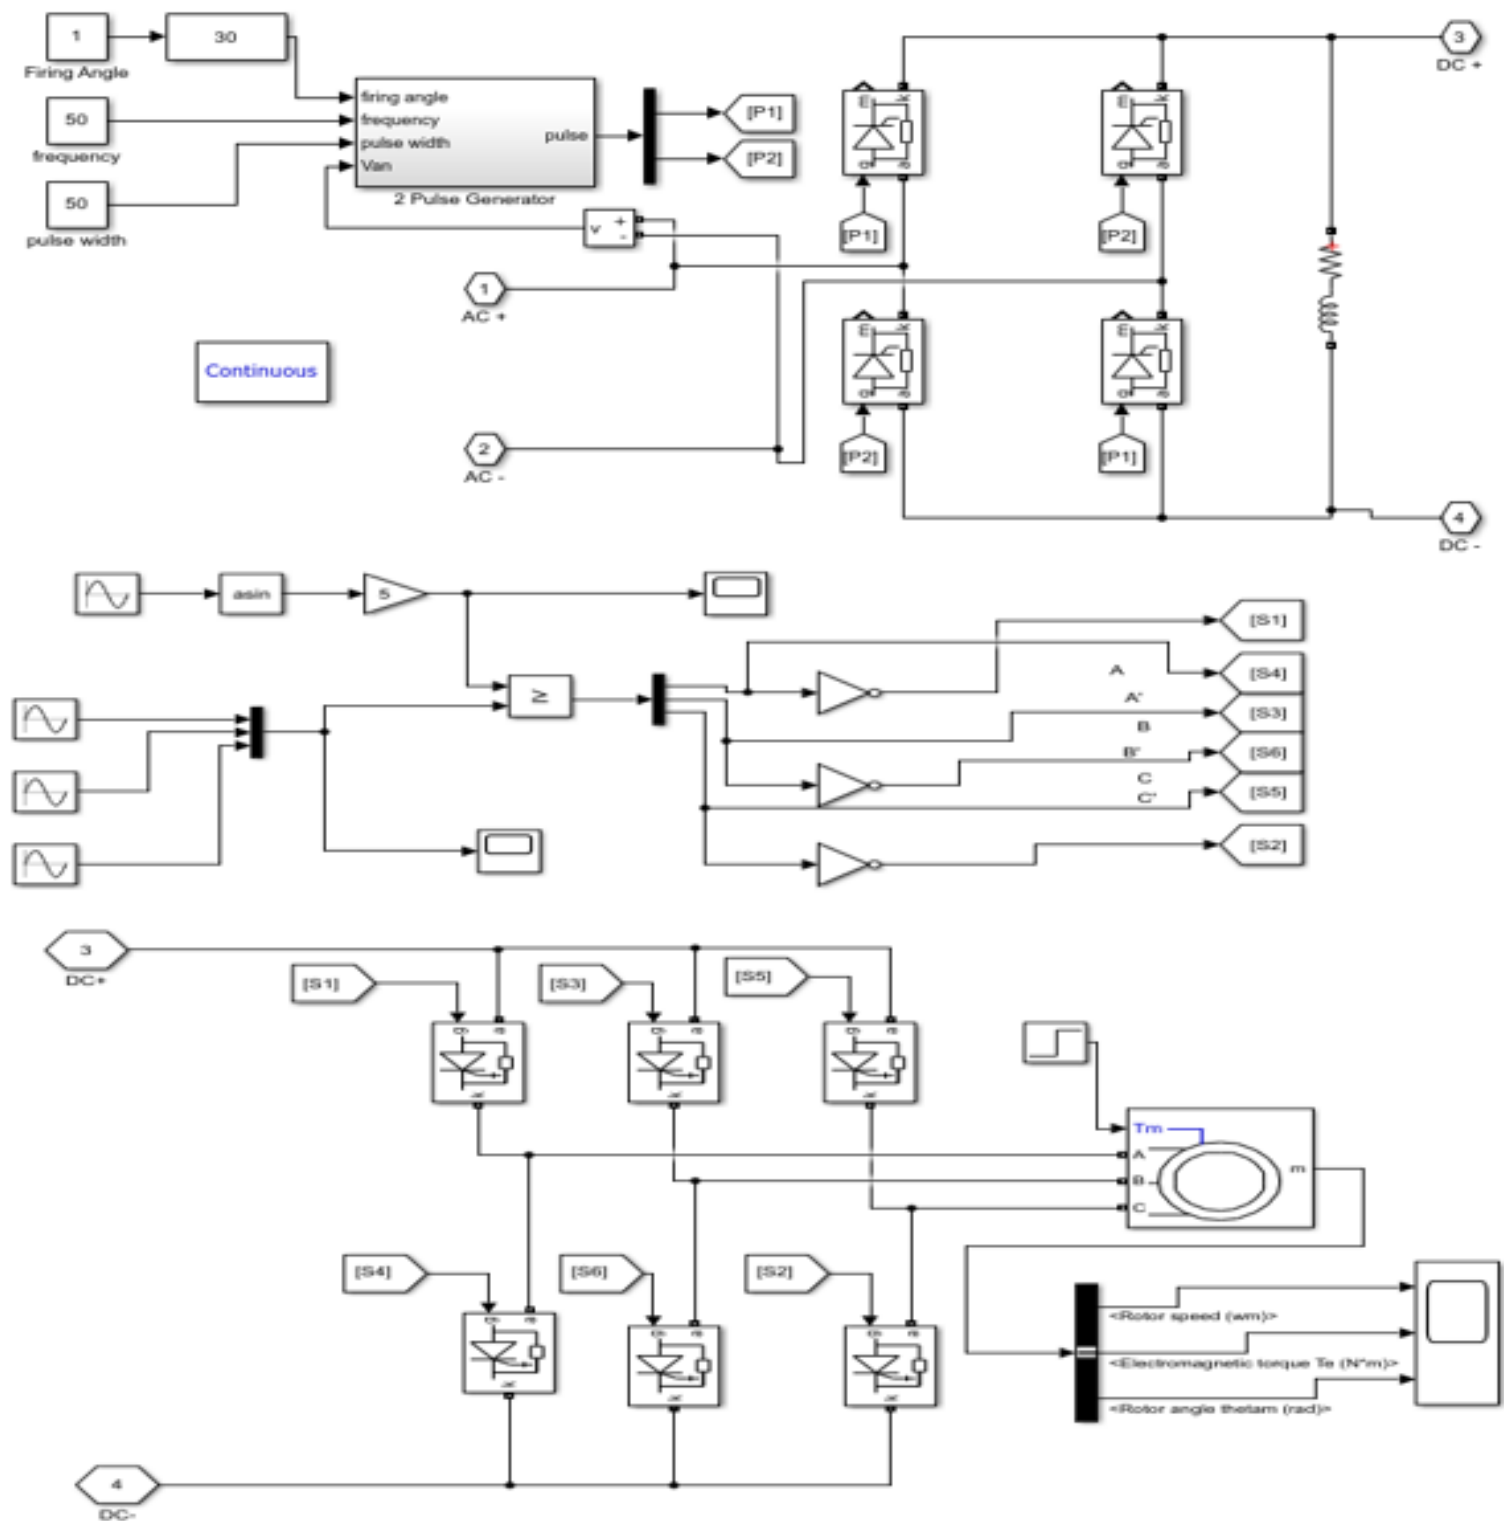 1
30
Firing Angle
50
frequency
50
pulse width
firing angle
frequency
pulse width
Van
pulse
2 Pulse Generator
[P1]
[P2]
v
+
-
1
AC +
2
AC -
Continuous
m
k
g
a
[P1]
m
k
g
a
[P2]
m
k
g
a
[P2]
m
k
g
a
[P1]
3
DC +
4
DC -
asin
5
≥
A
A'
B
B'
C
C'
[S1]
[S4]
[S3]
[S6]
[S5]
[S2]
3
DC+
[S1]
[S3]
[S5]
g
a
k
g
a
k
g
a
k
Tm
A
B
C
m
[S4]
[S6]
[S2]
g
a
k
g
a
k
g
a
k
<Rotor speed (wm)>
<Electromagnetic torque Te (N*m)>
<Rotor angle thetam (rad)>
4
DC-